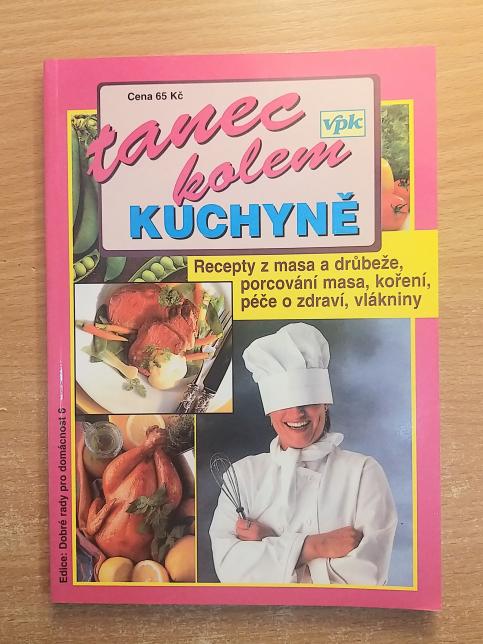 Cena 65 Kč
tanec
vpk
kolem
KUCHYNĚ
Recepty z masa a drůbeže,
porcování masa, koření,
péče o zdraví, vlákniny
Edice: Dobré rady pro domácnost 6